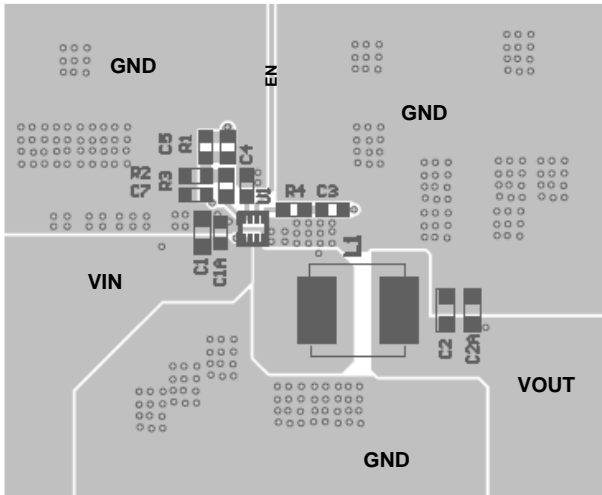 GND
EN
GND
C5
R1
C4
R2
R3
C7
U1
R4 C3
C1
C1A
L1
VIN
C2
C2A
VOUT
GND